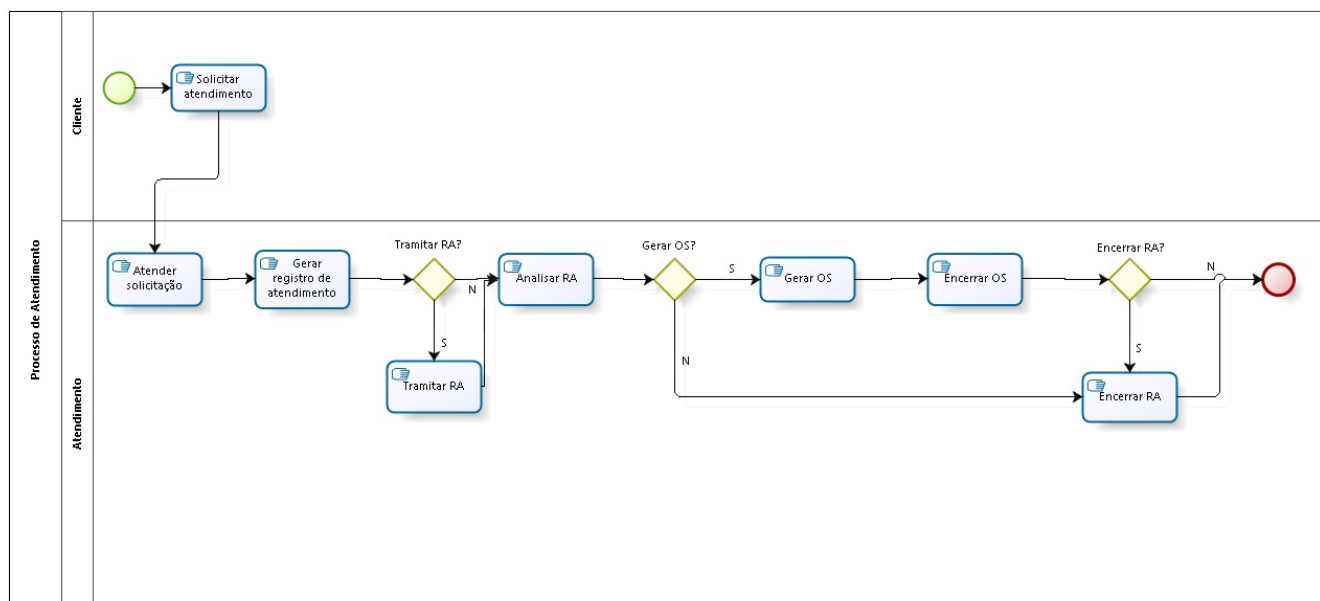 Processo de Atendimento
Cliente
Solicitar
atendimento
Atendimento
Atender
solicitação
Gerar
registro de
atendimento
Tramitar RA?
N
S
Tramitar RA
Analisar RA
Gerar OS?
S
N
Gerar OS
Encerrar OS
Encerrar RA?
N
S
Encerrar RA